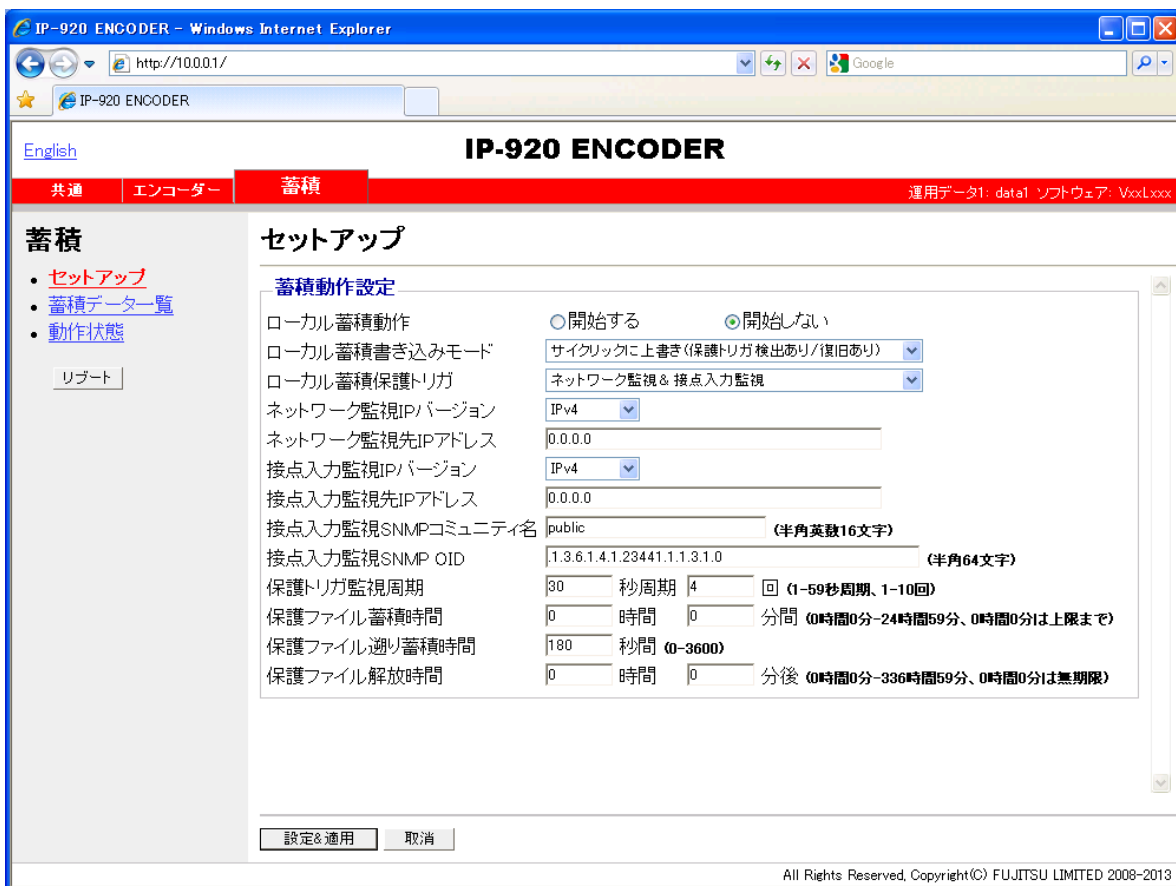 IP-920 ENCODER - Windows Internet Explorer
http://10.0.0.1/
Google
IP-920 ENCODER
English
IP-920 ENCODER
共通 エンコーダー 蓄積 運用データ1: data1 ソフトウェア: VxxLxxx
蓄積
セットアップ
蓄積データ一覧
動作状態
リブート
セットアップ
蓄積動作設定
ローカル蓄積動作 開始する 開始しない
ローカル蓄積書き込みモード サイクリックに上書き(保護トリガ検出あり/復旧あり)
ローカル蓄積保護トリガ ネットワーク監視 & 接点入力監視
ネットワーク監視IPバージョン IPv4
ネットワーク監視先IPアドレス 0.0.0.0
接点入力監視IPバージョン IPv4
接点入力監視先IPアドレス 0.0.0.0
接点入力監視SNMPコミュニティ名 public (半角英数16文字)
接点入力監視SNMP OID .1.3.6.1.4.1.23441.1.1.3.1.0 (半角64文字)
保護トリガ監視周期 30 秒周期 4 回 (1-59秒周期、1-10回)
保護ファイル蓄積時間 0 時間 0 分間 (0時間0分-24時間59分、0時間0分は上限まで)
保護ファイル遡り蓄積時間 180 秒間 (0-3600)
保護ファイル解放時間 0 時間 0 分後 (0時間0分-336時間59分、0時間0分は無期限)
設定&適用 取消
All Rights Reserved, Copyright(C) FUJITSU LIMITED 2008-2013